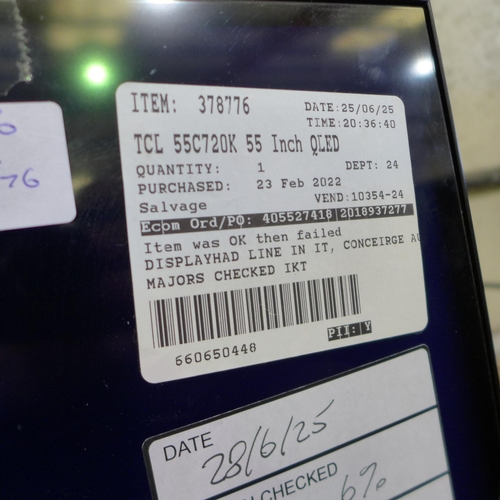 ITEM: 378776
DATE:25/06/25
TIME:20:36:40
TCL 55C720K 55 Inch QLED
QUANTITY: 1 DEPT: 24
PURCHASED: 23 Feb 2022
Salvage VEND:10354-24
Ecom Ord/PO: 405527418 2018937277
Item was OK then failed
DISPLAYHAD LINE IN IT, CONCEIRGE
MAJORS CHECKED IKT
PII: Y
660650448
DATE 28/6/25
CHECKED